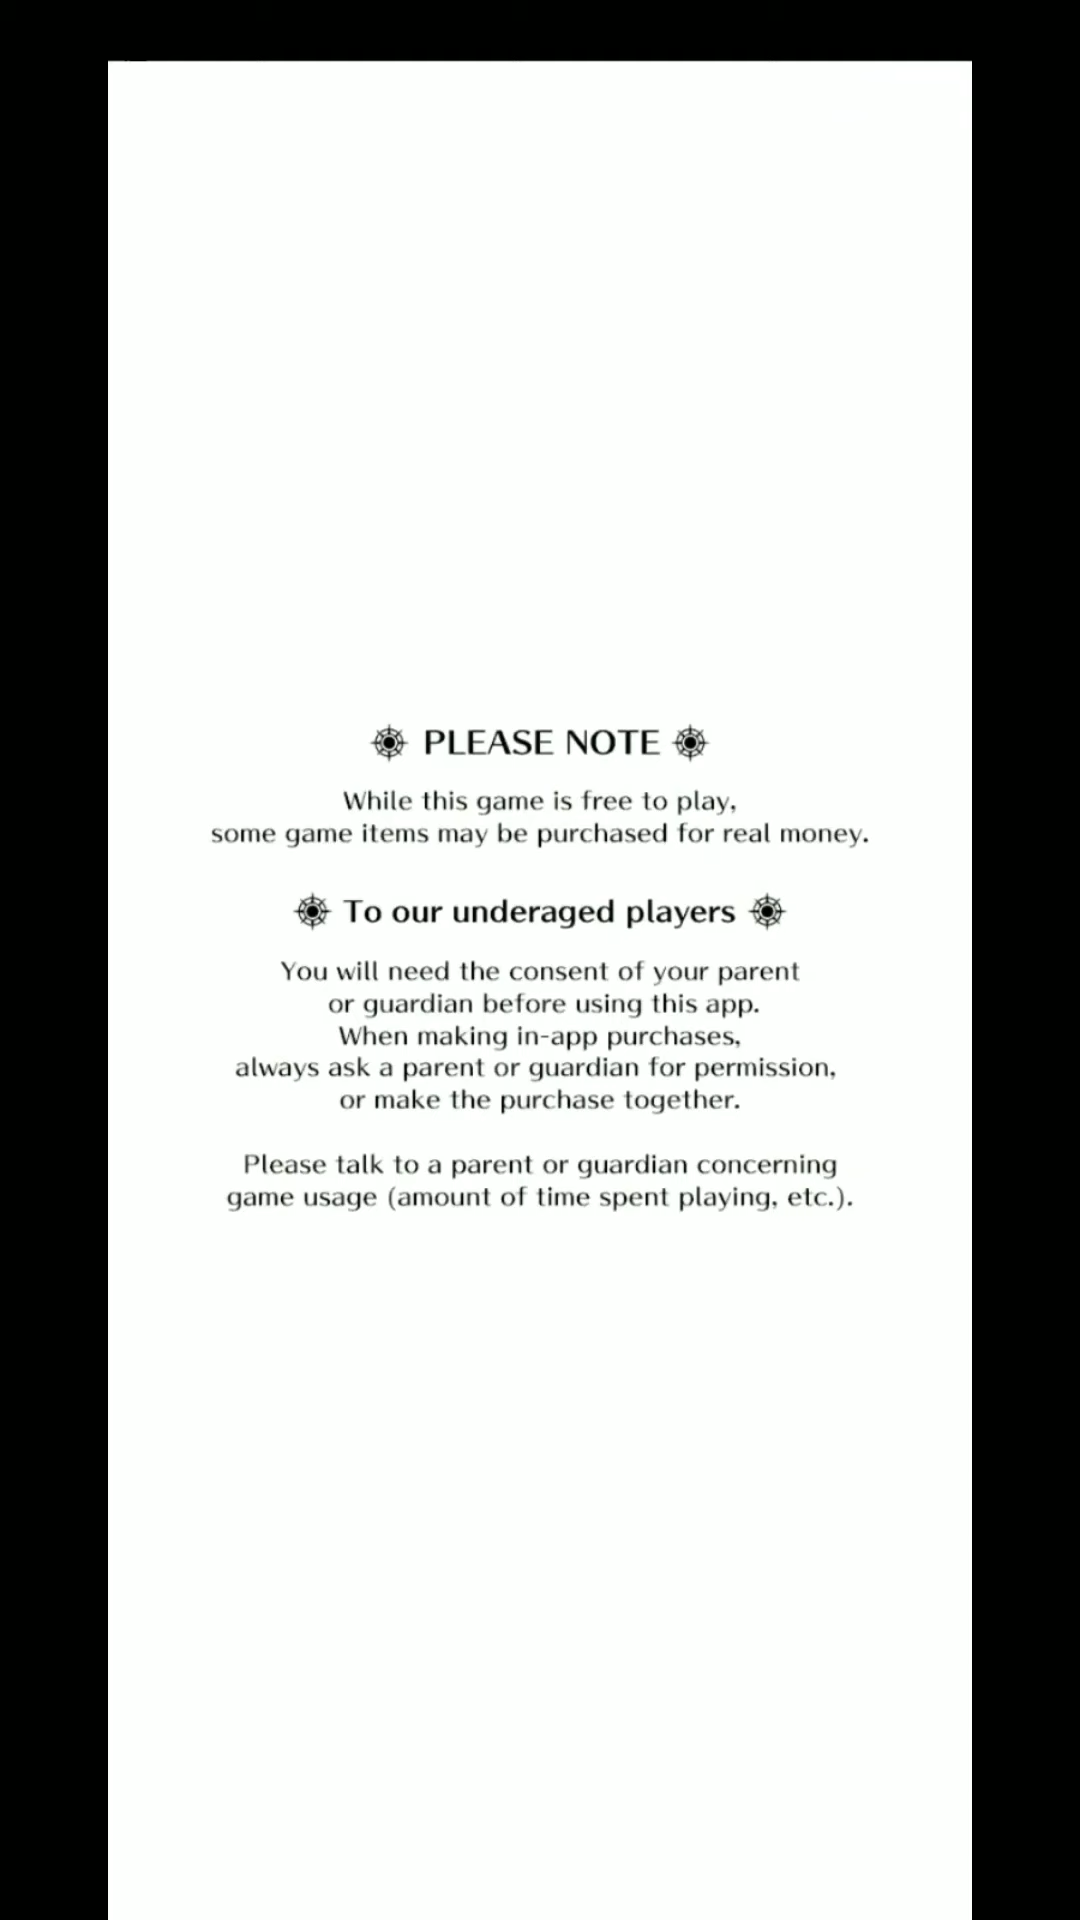 PLEASE NOTE
While this game is free to play,
some game items may be purchased for real money.
To our underaged players
You will need the consent of your parent
or guardian before using this app.
When making in-app purchases,
always ask a parent or guardian for permission,
or make the purchase together.
Please talk to a parent or guardian concerning
game usage (amount of time spent playing, etc.).